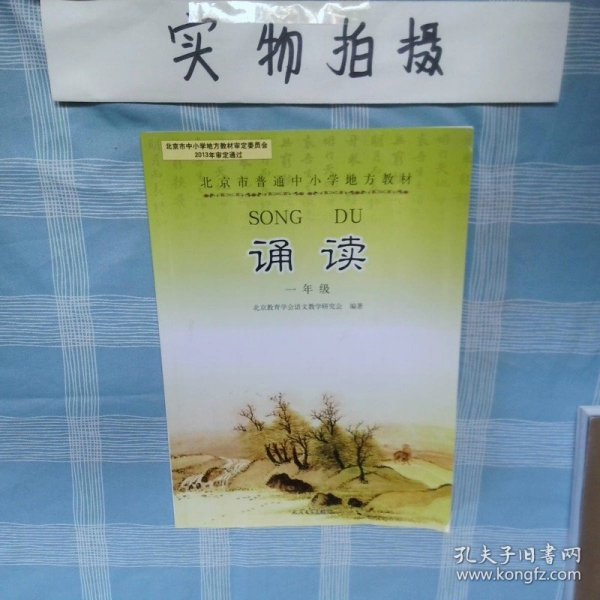 实物拍摄
北京市中小学地方教材审定委员会
2013年审定通过
北京市普通中小学地方教材
SONG DU
诵读
一年级
北京教育学会语文教学研究会 编著
孔夫子旧书网
www.kongfz.com